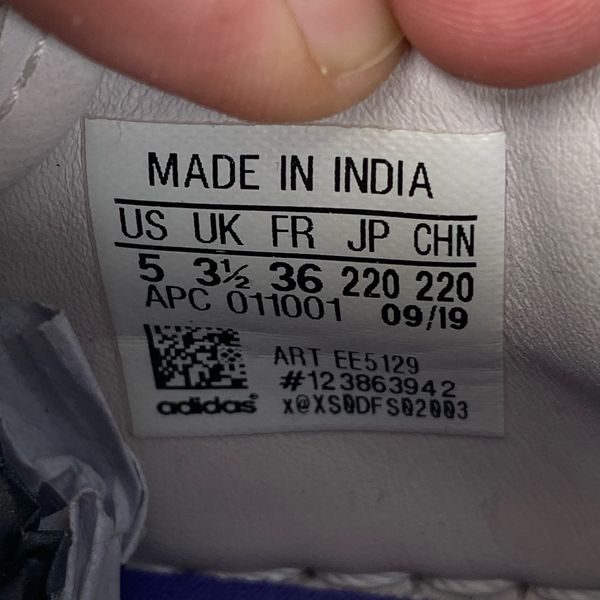 MADE IN INDIA
US UK FR JP CHN
5 3½ 36 220 220
APC 011001 09/19
ART EE5129
#123863942
adidas x@XS0DFS02003